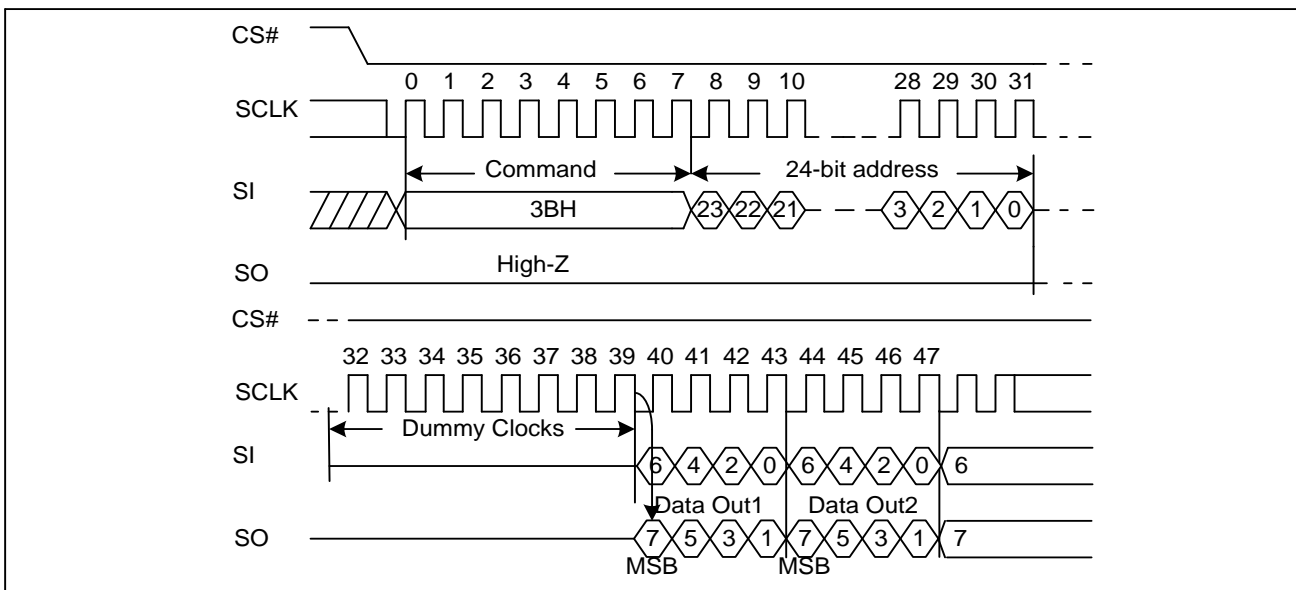 CS#
0 1 2 3 4 5 6 7 8 9 10 28 29 30 31
SCLK
Command 24-bit address
SI
3BH 23 22 21 3 2 1 0
High-Z
SO
CS#
32 33 34 35 36 37 38 39 40 41 42 43 44 45 46 47
SCLK
Dummy Clocks
SI
6 4 2 0 6 4 2 0 6
Data Out1 Data Out2
SO
7 5 3 1 7 5 3 1 7
MSB MSB